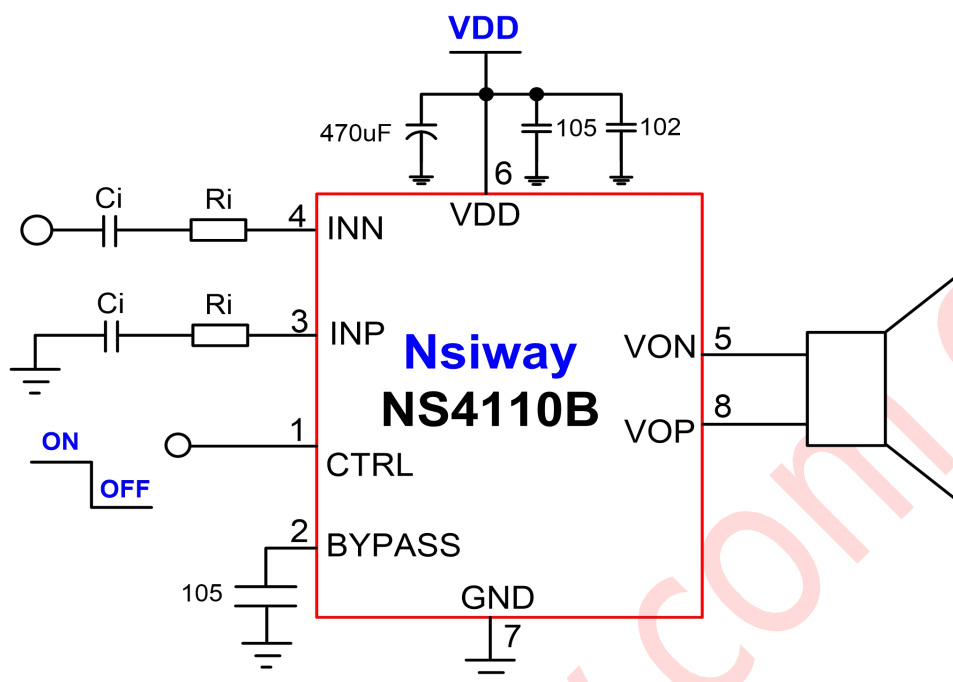 VDD
470uF
105
102
6
VDD
Ci
Ri
4
INN
Ci
Ri
3
INP
Nsiway
NS4110B
VON
5
VOP
8
ON
OFF
1
CTRL
2
BYPASS
105
GND
7
.com